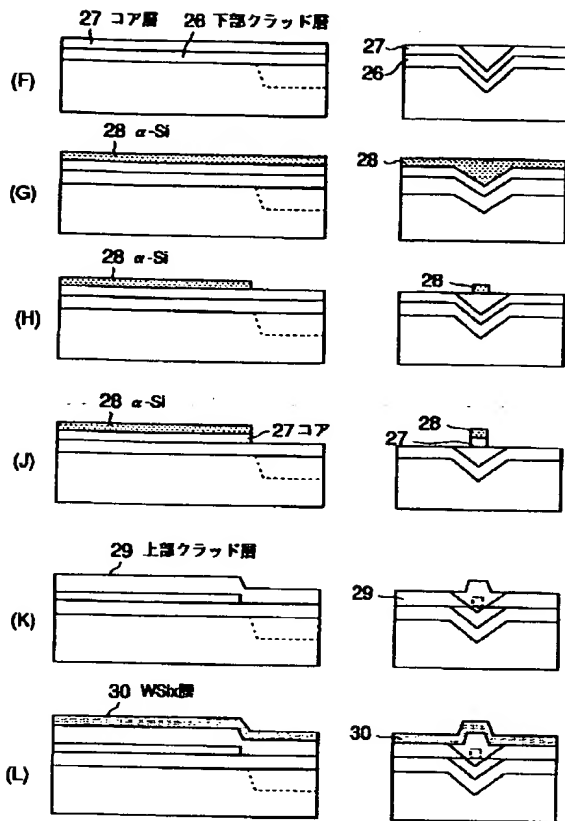 27 コア層 26 下部クラッド層
27
26
(F)
28 α-Si
28
(G)
28 α-Si
28
(H)
28 α-Si
27 コア
28
27
(J)
29 上部クラッド層
29
(K)
30 WSix膜
30
(L)